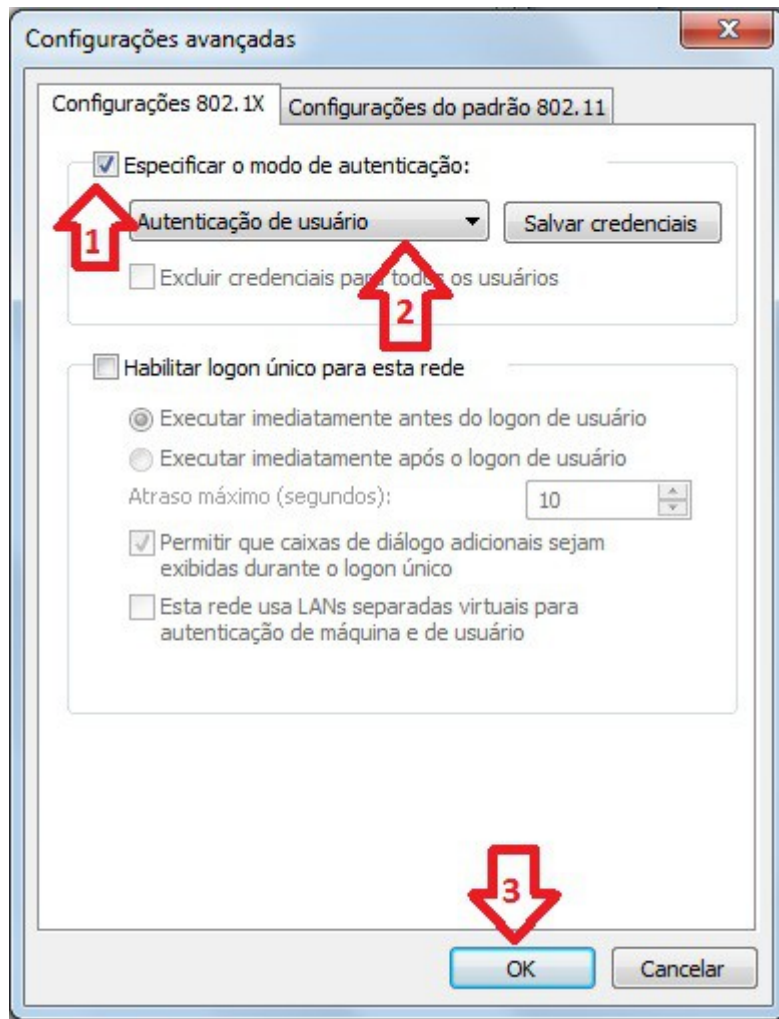 Configurações avançadas
x
Configurações 802.1X
Configurações do padrão 802.11
Especificar o modo de autenticação:
1
Autenticação de usuário
Salvar credenciais
Excluir credenciais para todos os usuários
2
Habilitar logon único para esta rede
Executar imediatamente antes do logon de usuário
Executar imediatamente após o logon de usuário
Atraso máximo (segundos):
10
Permitir que caixas de diálogo adicionais sejam
exibidas durante o logon único
Esta rede usa LANs separadas virtuais para
autenticação de máquina e de usuário
3
OK
Cancelar